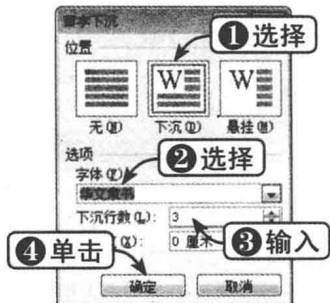 首字下沉
❶选择
位置
W W
无(N) 下沉(D) 悬挂(M)
选项
❷选择
字体(F):
下沉行数(L): 3
(X): 0 厘米
❸输入
❹单击
确定 取消